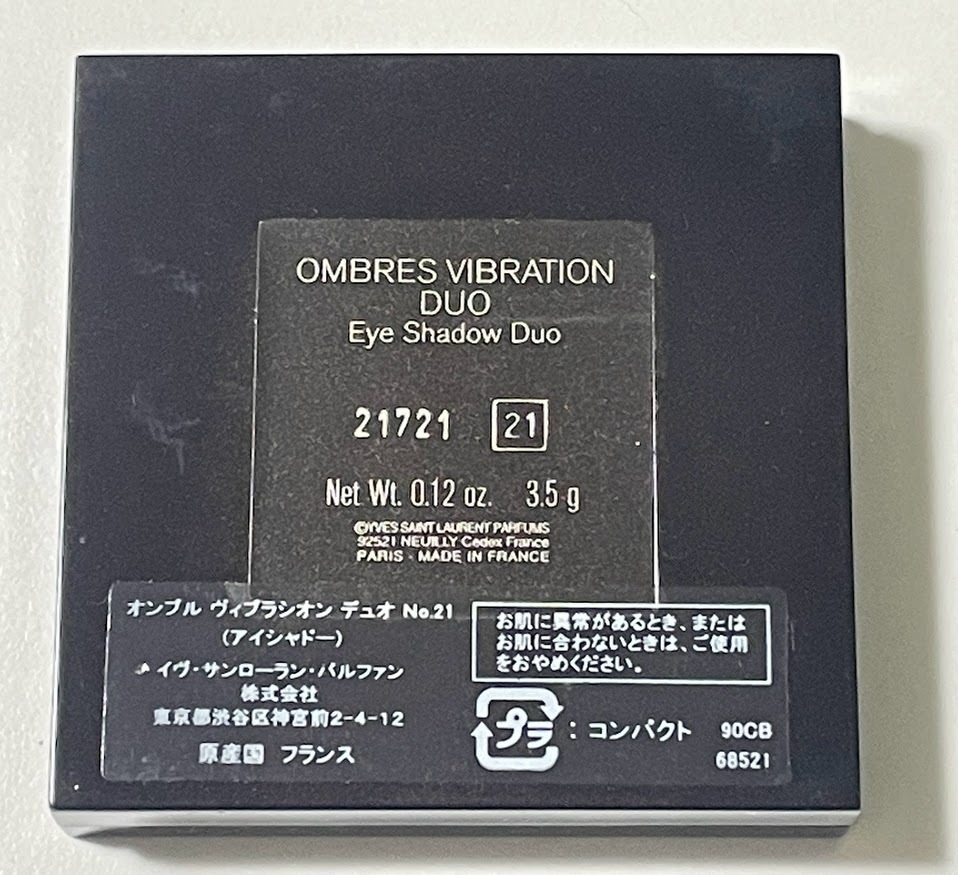 OMBRES VIBRATION
DUO
Eye Shadow Duo
21721 21
Net Wt. 0.12 oz. 3.5 g
©YVES SAINT LAURENT PARFUMS
92521 NEUILLY Cedex France
PARIS - MADE IN FRANCE
オンブル ヴィブラシオン デュオ No.21
(アイシャドー)
イヴ・サンローラン・パルファン
株式会社
東京都渋谷区神宮前2-4-12
原産国 フランス
お肌に異常があるとき、または
お肌に合わないときは、ご使用
をおやめください。
プラ : コンパクト 90CB
68521